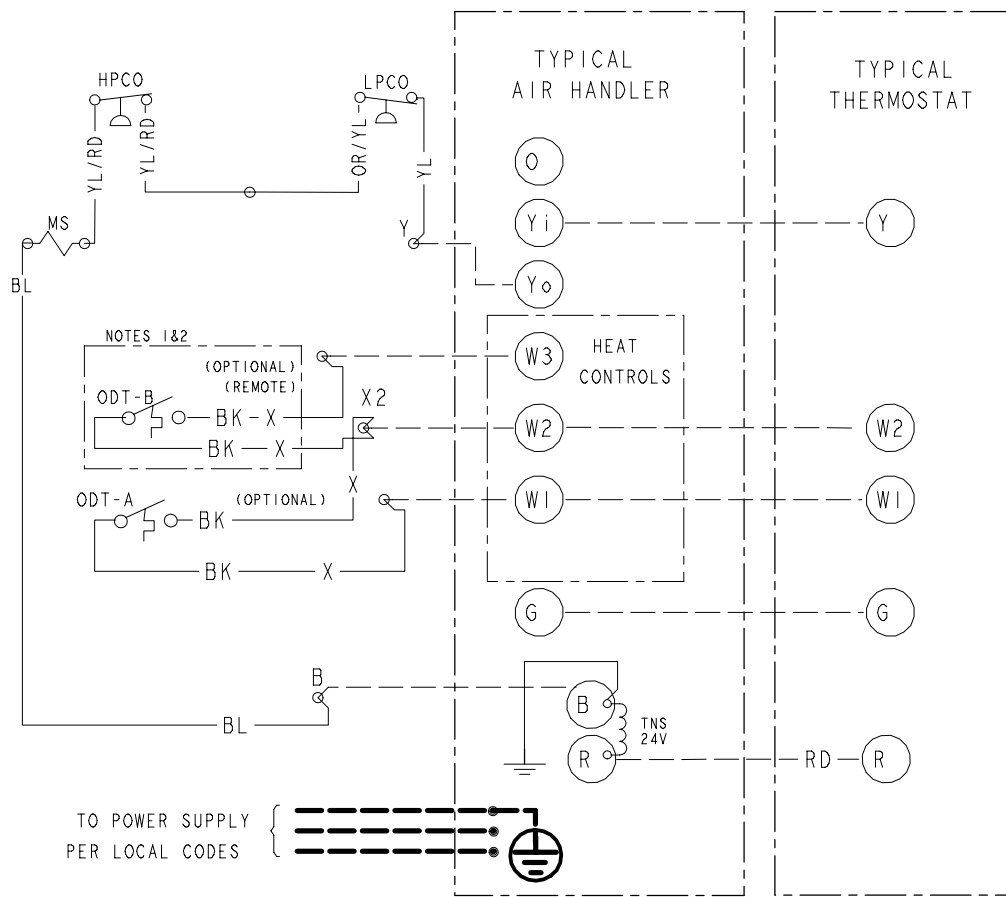 TYPICAL
AIR HANDLER
TYPICAL
THERMOSTAT
HPCO
LPCO
YL/RD
YL/RD
OR/YL
YL
O
MS
Y
Yi
Y
BL
Yo
NOTES 1&2
(OPTIONAL)
(REMOTE)
W3
HEAT
CONTROLS
ODT-B
X2
BK-X
BK
X
W2
W2
ODT-A
(OPTIONAL)
X
BK
W1
W1
BK
X
G
G
B
B
TNS
24V
BL
R
RD
R
TO POWER SUPPLY
PER LOCAL CODES